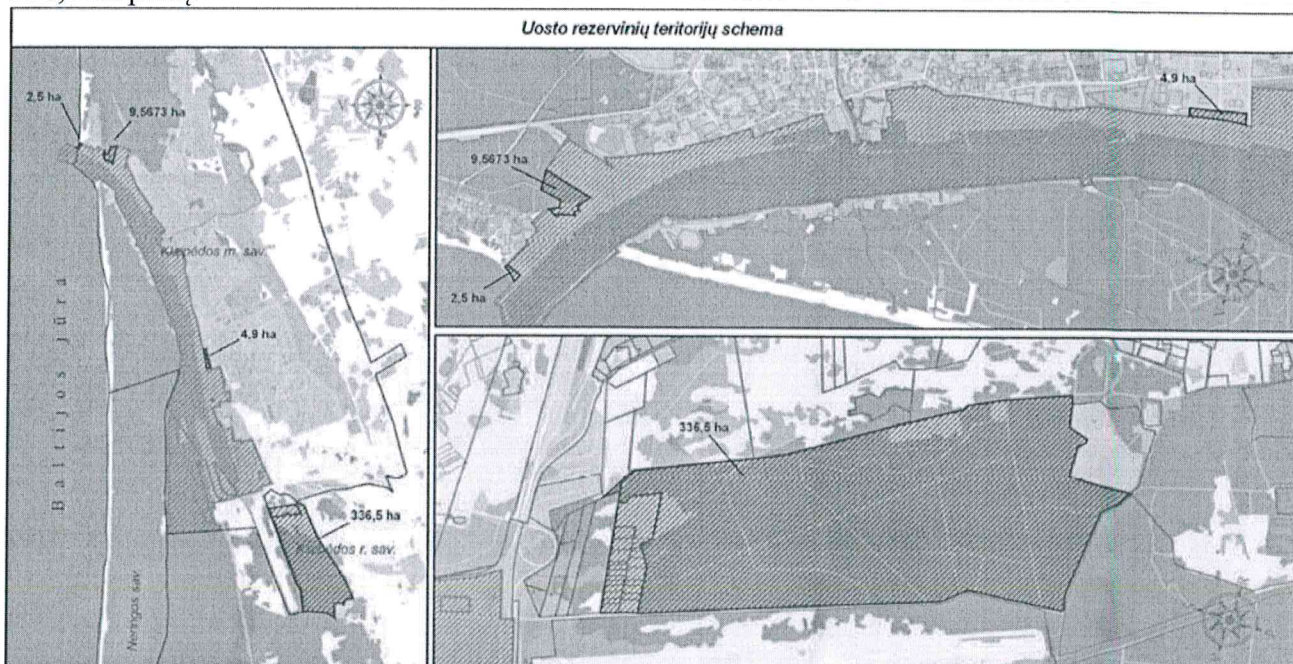 Uosto rezervinių teritorijų schema
2,5 ha
9,5673 ha
Klaipėdos m. sav.
4,9 ha
Baltijos jūra
336,5 ha
Klaipėdos r. sav.
Neringos sav.
4,9 ha
9,5673 ha
2,5 ha
336,5 ha